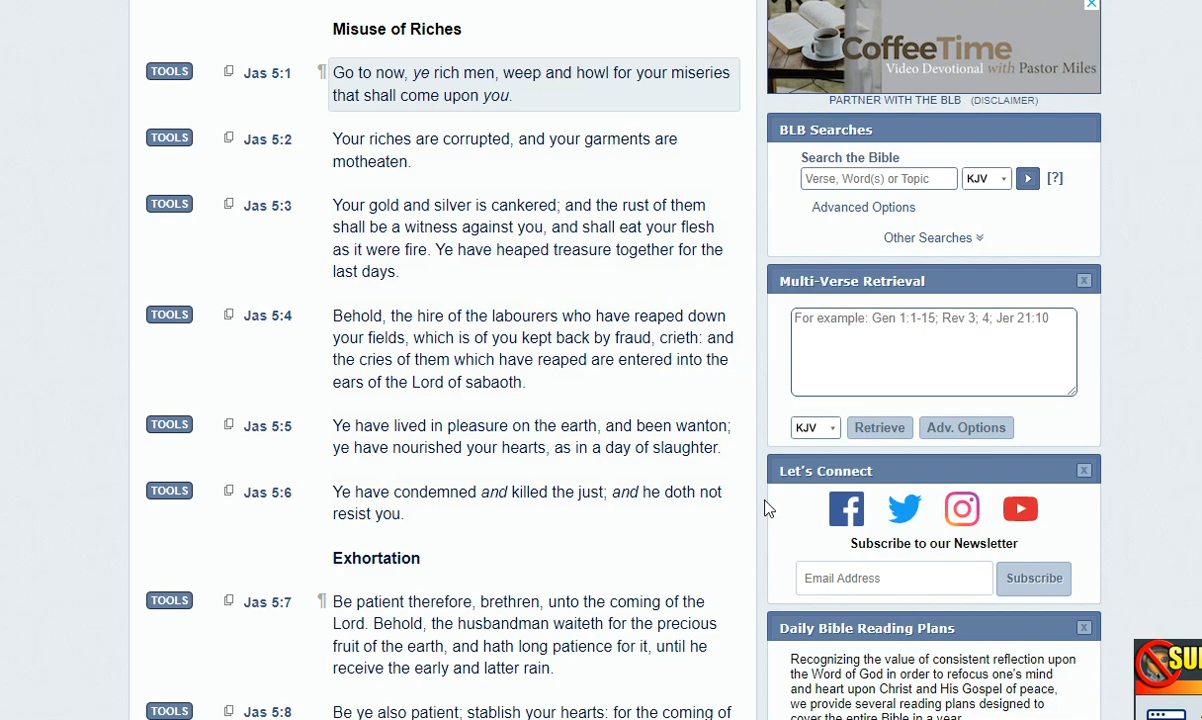 Misuse of Riches
TOOLS Jas 5:1 ¶ Go to now, ye rich men, weep and howl for your miseries
that shall come upon you.
TOOLS Jas 5:2 Your riches are corrupted, and your garments are
motheaten.
TOOLS Jas 5:3 Your gold and silver is cankered; and the rust of them
shall be a witness against you, and shall eat your flesh
as it were fire. Ye have heaped treasure together for the
last days.
TOOLS Jas 5:4 Behold, the hire of the labourers who have reaped down
your fields, which is of you kept back by fraud, crieth: and
the cries of them which have reaped are entered into the
ears of the Lord of sabaoth.
TOOLS Jas 5:5 Ye have lived in pleasure on the earth, and been wanton;
ye have nourished your hearts, as in a day of slaughter.
TOOLS Jas 5:6 Ye have condemned and killed the just; and he doth not
resist you.
Exhortation
TOOLS Jas 5:7 ¶ Be patient therefore, brethren, unto the coming of the
Lord. Behold, the husbandman waiteth for the precious
fruit of the earth, and hath long patience for it, until he
receive the early and latter rain.
TOOLS Jas 5:8 Be ye also patient; stablish your hearts: for the coming of
CoffeeTime
Video Devotional with Pastor Miles
PARTNER WITH THE BLB (DISCLAIMER)
BLB Searches
Search the Bible
Verse, Word(s) or Topic KJV [?]
Advanced Options
Other Searches
Multi-Verse Retrieval X
For example: Gen 1:1-15; Rev 3; 4; Jer 21:10
KJV Retrieve Adv. Options
Let's Connect X
Subscribe to our Newsletter
Email Address Subscribe
Daily Bible Reading Plans X
Recognizing the value of consistent reflection upon
the Word of God in order to refocus one's mind
and heart upon Christ and His Gospel of peace,
we provide several reading plans designed to
cover the entire Bible in a year.